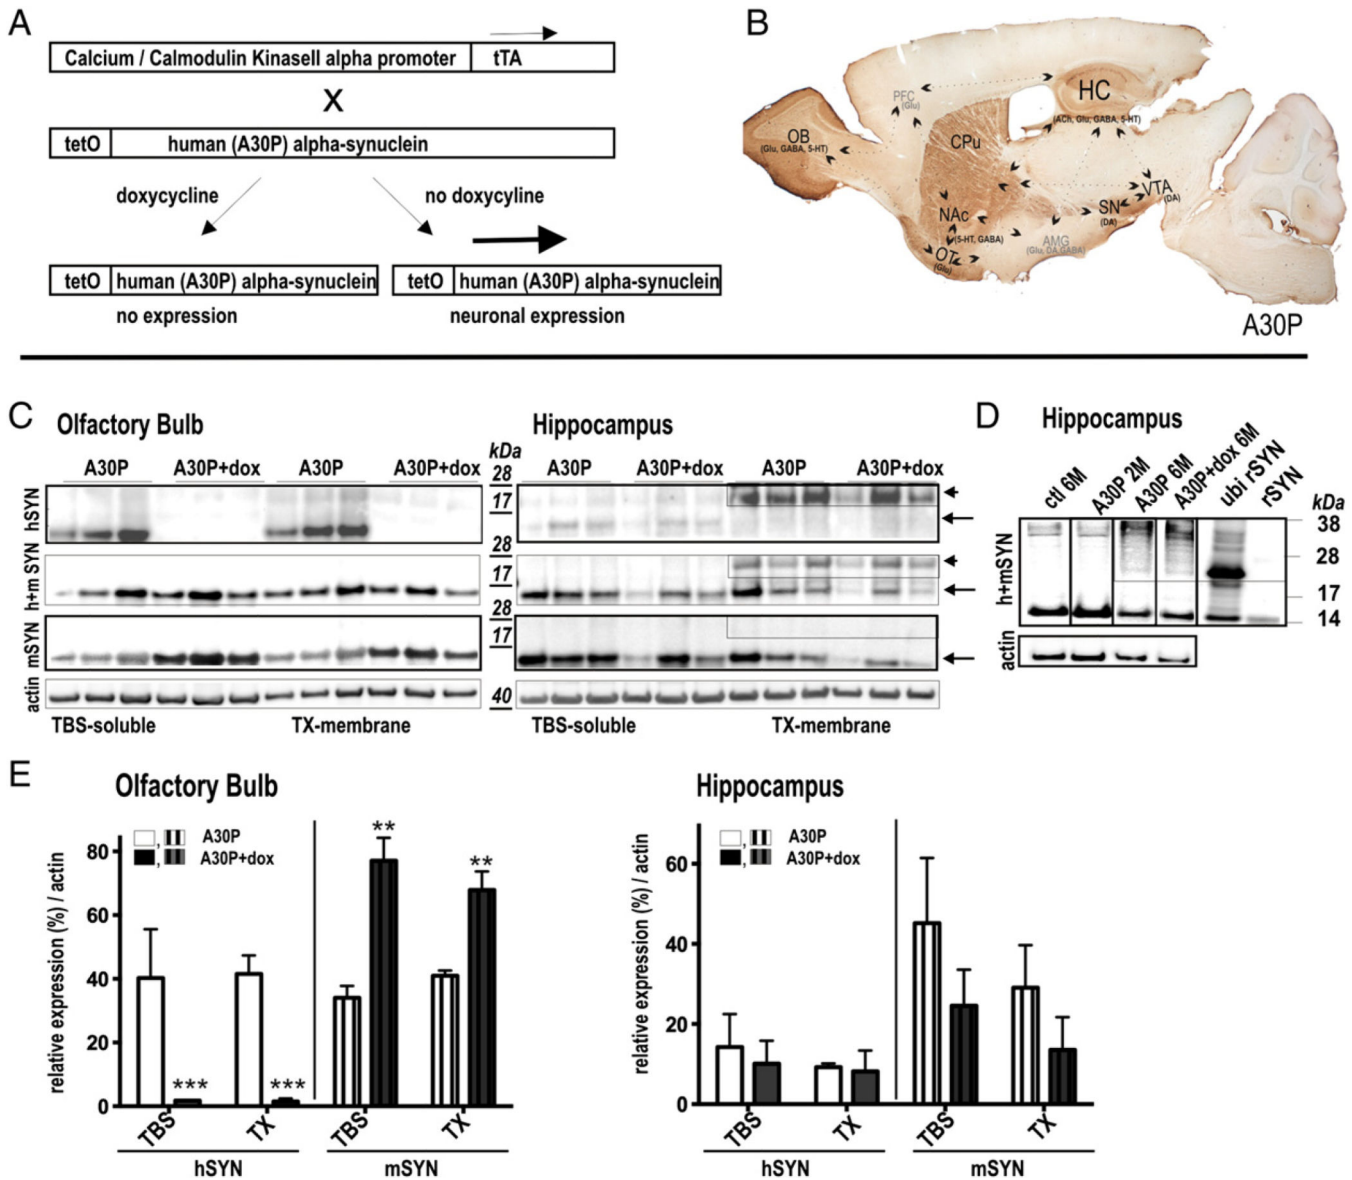 A
Calcium / Calmodulin KinaseII alpha promoter tTA
X
tetO human (A30P) alpha-synuclein
doxycycline no doxycyline
tetO human (A30P) alpha-synuclein tetO human (A30P) alpha-synuclein
no expression neuronal expression
B
PFC
(Glu)
HC
(ACh, Glu, GABA, 5-HT)
OB
(Glu, GABA, 5-HT)
CPu
VTA
(DA)
SN
(DA)
NAc
(5-HT, GABA)
AMG
(Glu, DA, GABA)
OT
(Glu)
A30P
C
Olfactory Bulb Hippocampus
kDa
A30P A30P+dox A30P A30P+dox A30P A30P+dox A30P A30P+dox
hSYN 28
17
h+m SYN 28
17
mSYN 28
17
actin 40
TBS-soluble TX-membrane TBS-soluble TX-membrane
D
Hippocampus
ctl 6M A30P 2M A30P 6M A30P+dox 6M ubi rSYN rSYN
kDa
h+mSYN 38
28
17
14
actin
E
Olfactory Bulb
relative expression (%) / actin
, A30P
, A30P+dox
80
60
40
20
0
*** *** ** **
TBS TX TBS TX
hSYN mSYN
Hippocampus
relative expression (%) / actin
, A30P
, A30P+dox
60
40
20
0
TBS TX TBS TX
hSYN mSYN